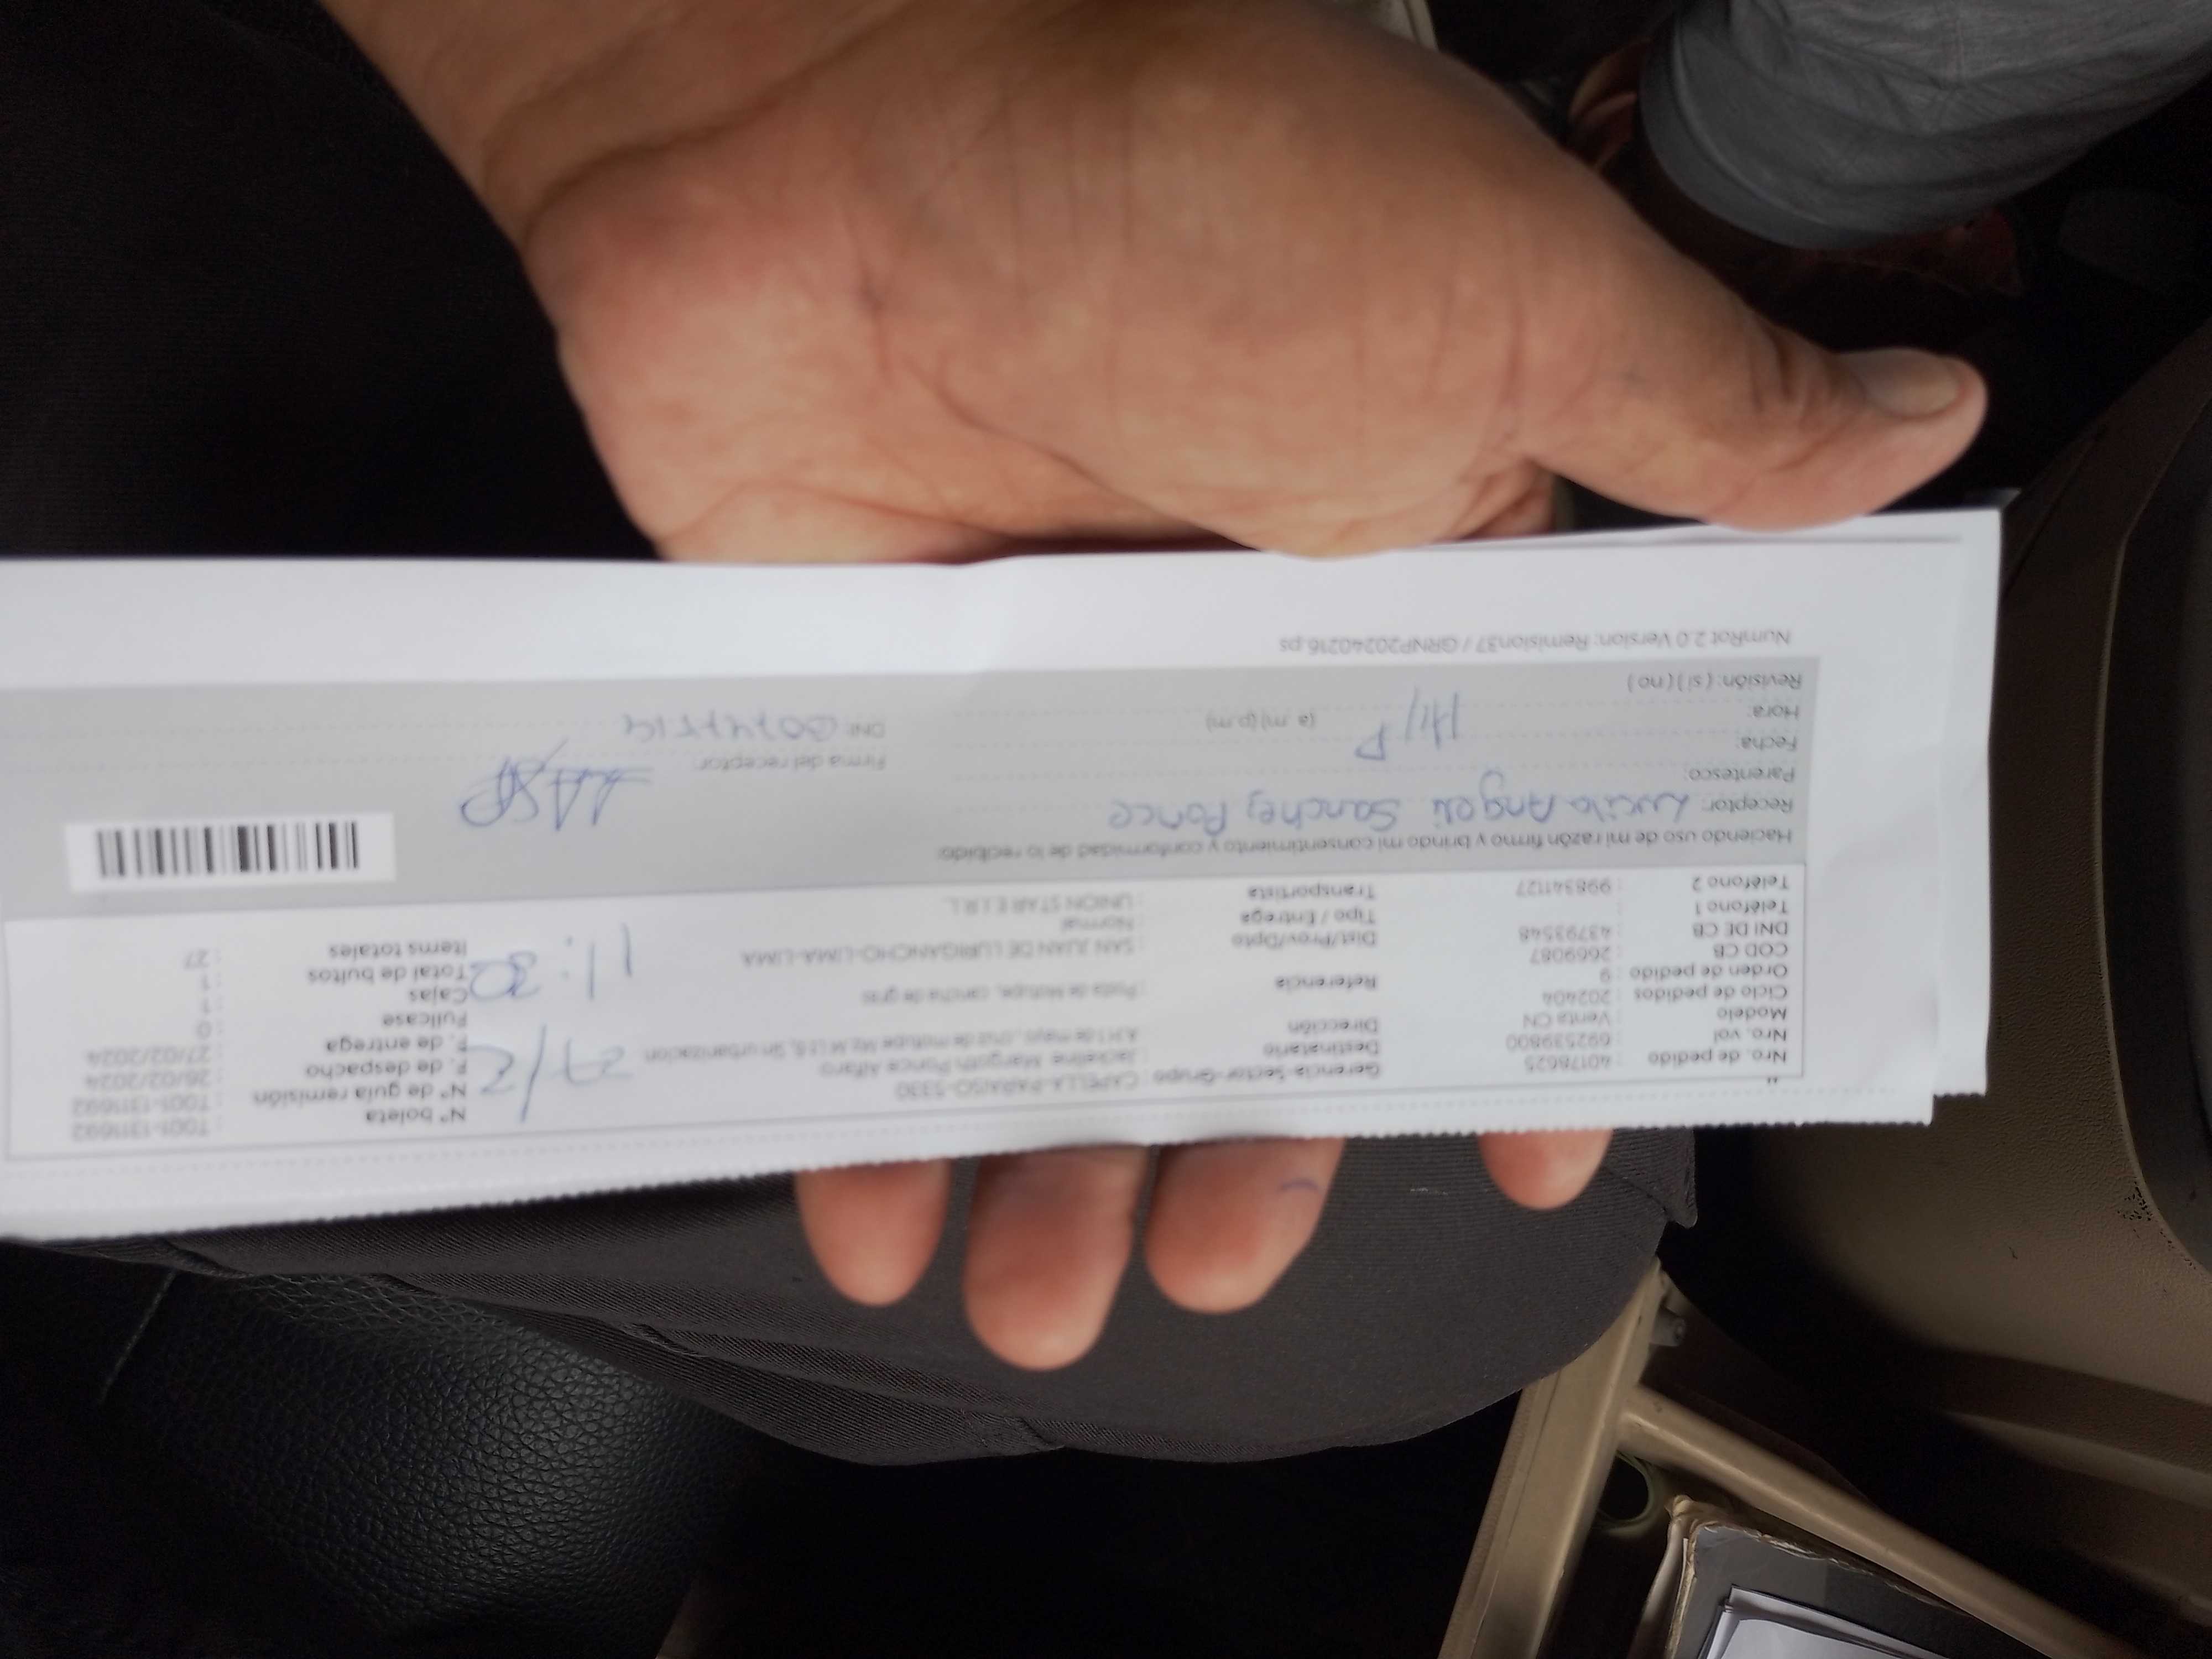 Nro. de pedido : 40178625
Nro. vol : 692539800
Modelo : Venta CN
Ciclo de pedidos : 202404
Orden de pedido : 9
COD CB : 2669087
DNI DE CB : 43793548
Teléfono 1 :
Teléfono 2 : 998341127
Gerencia-Sector-Grupo : CAPELLA-PARAISO-5330
Destinatario : Jackeline Margoth Ponce Alfaro
Dirección : A.H 1 de mayo, cruz de motupe Mz M Lt 5, Sin urbanizacion
Referencia : Posta de Motupe, cancha de gras
Dist/Prov/Dpto : SAN JUAN DE LURIGANCHO-LIMA-LIMA
Tipo / Entrega : Normal
Transportista : UNION STAR E.I.R.L.
27/2
11:30
N° boleta : T001-1311692
N° de guía remisión : T001-1311692
F. de despacho : 26/02/2024
F. de entrega : 27/02/2024
Fullcase : 0
Cajas : 1
Total de bultos : 1
Items totales : 27
Haciendo uso de mi razón firmo y brindo mi consentimiento y conformidad de lo recibido:
Receptor: Lucila Angeli Sanchez Ponce
Parentesco:
Fecha:
Hora: (a. m) (p. m)
Revisión: ( si ) ( no )
Firma del receptor:
DNI:
NumRot 2.0 Version: Remision37 / GRNP20240216.ps